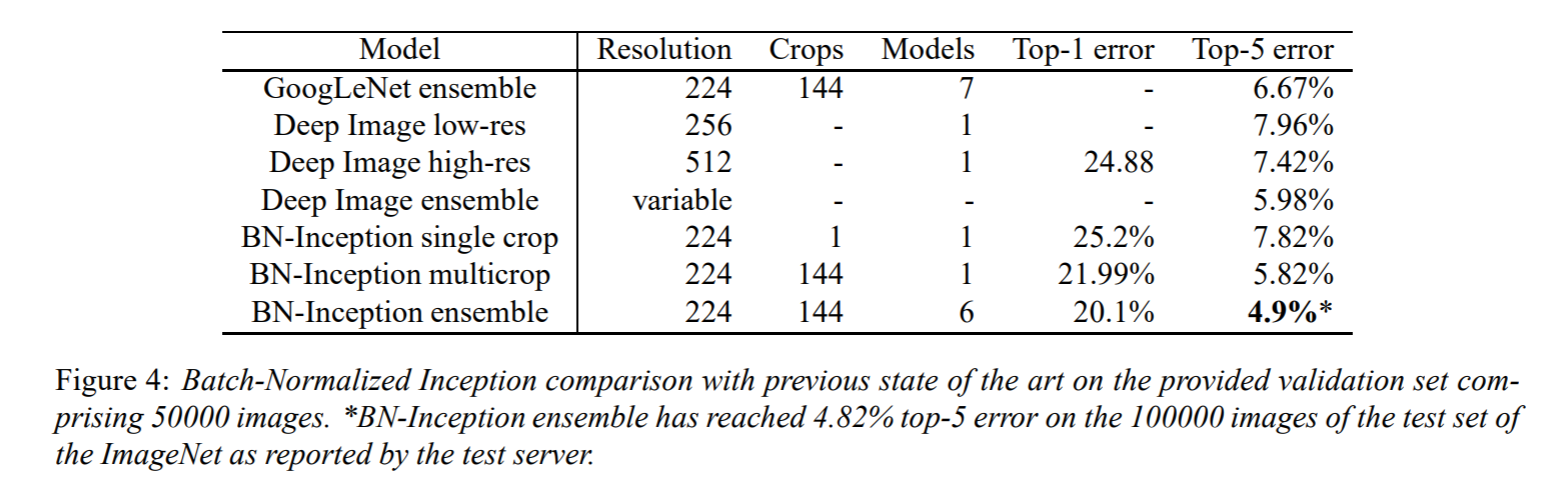 Model Resolution Crops Models Top-1 error Top-5 error
GoogLeNet ensemble 224 144 7 - 6.67%
Deep Image low-res 256 - 1 - 7.96%
Deep Image high-res 512 - 1 24.88 7.42%
Deep Image ensemble variable - - - 5.98%
BN-Inception single crop 224 1 1 25.2% 7.82%
BN-Inception multicrop 224 144 1 21.99% 5.82%
BN-Inception ensemble 224 144 6 20.1% 4.9%*
Figure 4: Batch-Normalized Inception comparison with previous state of the art on the provided validation set com-
prising 50000 images. *BN-Inception ensemble has reached 4.82% top-5 error on the 100000 images of the test set of
the ImageNet as reported by the test server.